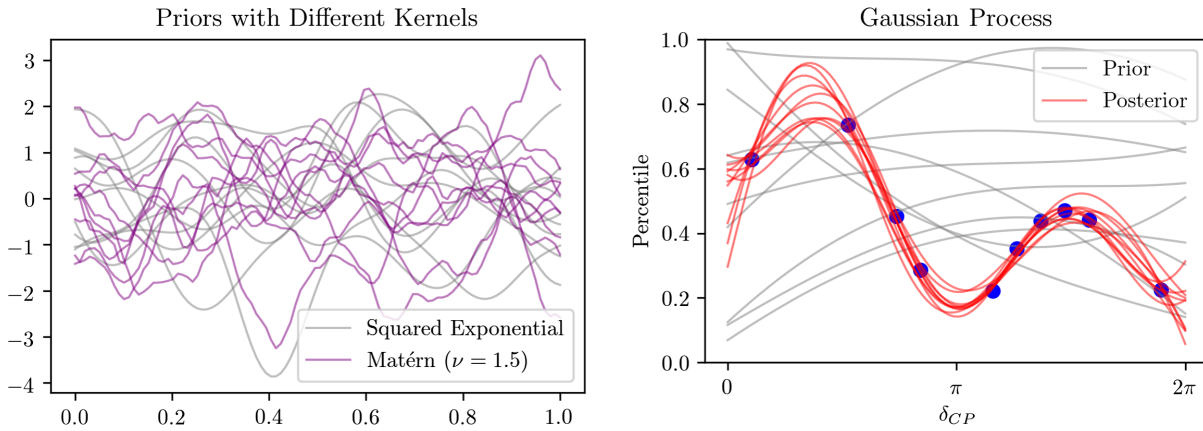 Priors with Different Kernels
3
2
1
0
−1
−2
−3
−4
0.0 0.2 0.4 0.6 0.8 1.0
Squared Exponential
Matérn (ν = 1.5)
Gaussian Process
Percentile
1.0
0.8
0.6
0.4
0.2
0.0
0 π 2π
δCP
Prior
Posterior